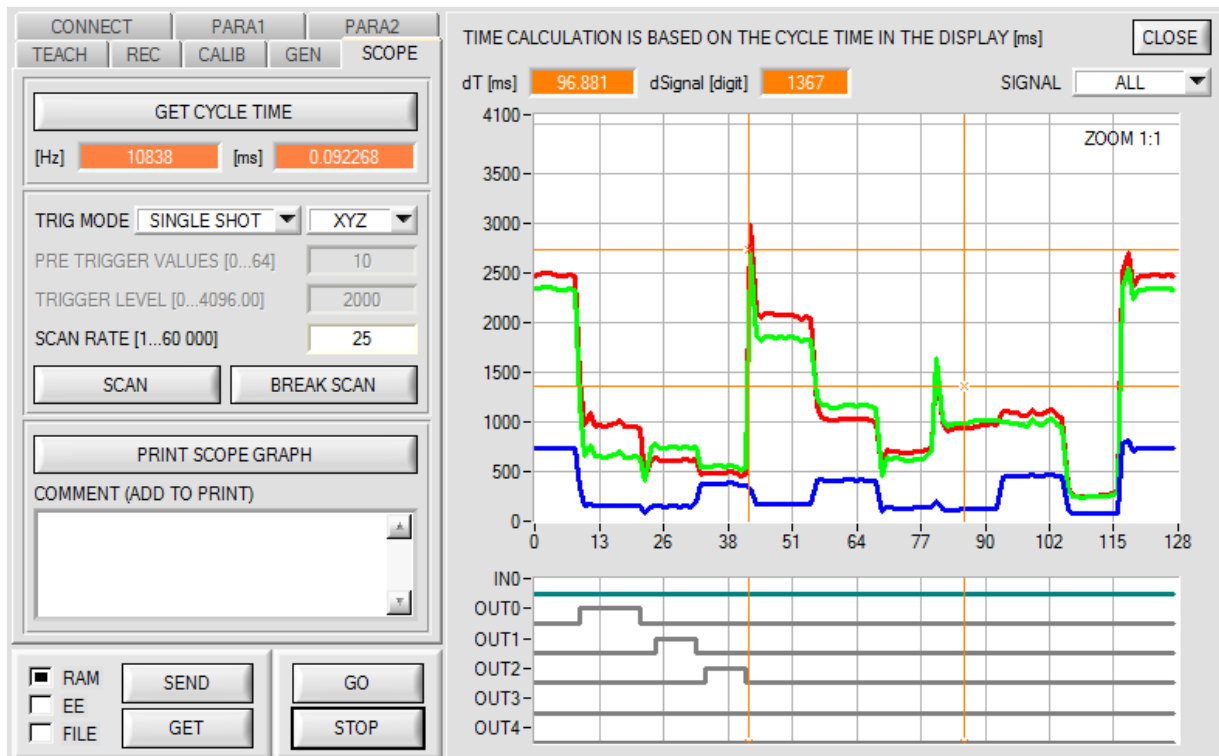 CONNECT PARA1 PARA2
TEACH REC CALIB GEN SCOPE
GET CYCLE TIME
[Hz] 10838 [ms] 0.092268
TRIG MODE SINGLE SHOT XYZ
PRE TRIGGER VALUES [0...64] 10
TRIGGER LEVEL [0...4096.00] 2000
SCAN RATE [1...60 000] 25
SCAN BREAK SCAN
PRINT SCOPE GRAPH
COMMENT (ADD TO PRINT)
RAM SEND GO
EE
FILE GET STOP
TIME CALCULATION IS BASED ON THE CYCLE TIME IN THE DISPLAY [ms] CLOSE
dT [ms] 96.881 dSignal [digit] 1367 SIGNAL ALL
4100
ZOOM 1:1
3500
3000
2500
2000
1500
1000
500
0
0 13 26 38 51 64 77 90 102 115 128
IN0
OUT0
OUT1
OUT2
OUT3
OUT4